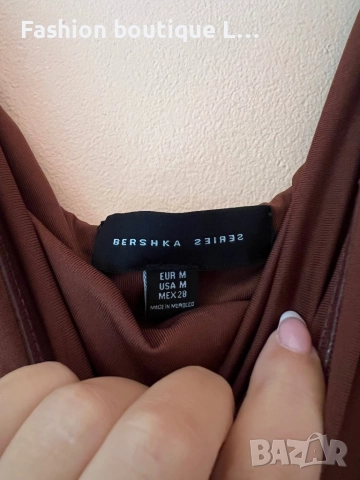 Fashion boutique L...
BERSHKA SERIES
EUR M
USA M
MEX 28
MADE IN MOROCCO
BAZAR